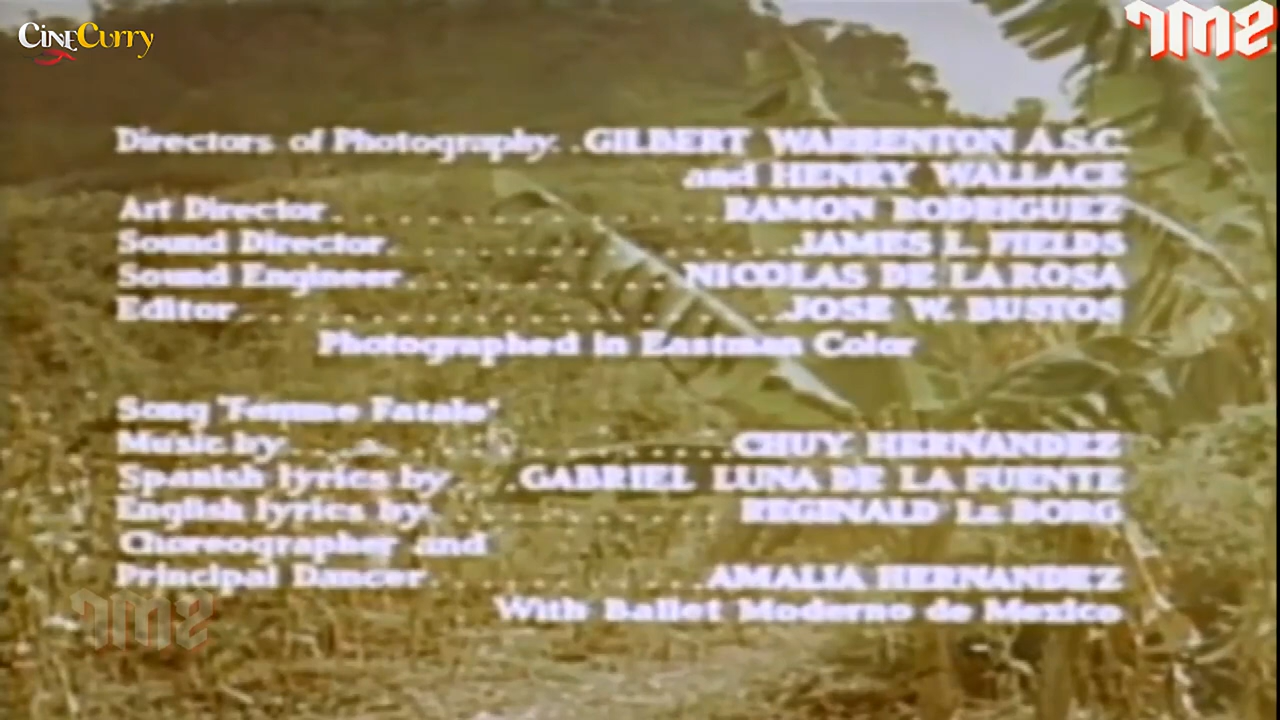 CINECURRY
Directors of Photography: . GILBERT WARRENTON A.S.C.
and HENRY WALLACE
Art Director . . . . . . . . . . . . RAMON RODRIGUEZ
Sound Director . . . . . . . . . . . . JAMES L. FIELDS
Sound Engineer . . . . . . . . . NICOLAS DE LA ROSA
Editor . . . . . . . . . . . . . . . . JOSE W. BUSTOS
Photographed in Eastman Color
Song "Femme Fatale"
Music by . . . . . . . . . . . . . CHUY HERNANDEZ
Spanish lyrics by . . . GABRIEL LUNA DE LA FUENTE
English lyrics by . . . . . . . . . REGINALD Le BORG
Choreographer and
Principal Dancer . . . . . . . . . AMALIA HERNANDEZ
With Ballet Moderno de Mexico